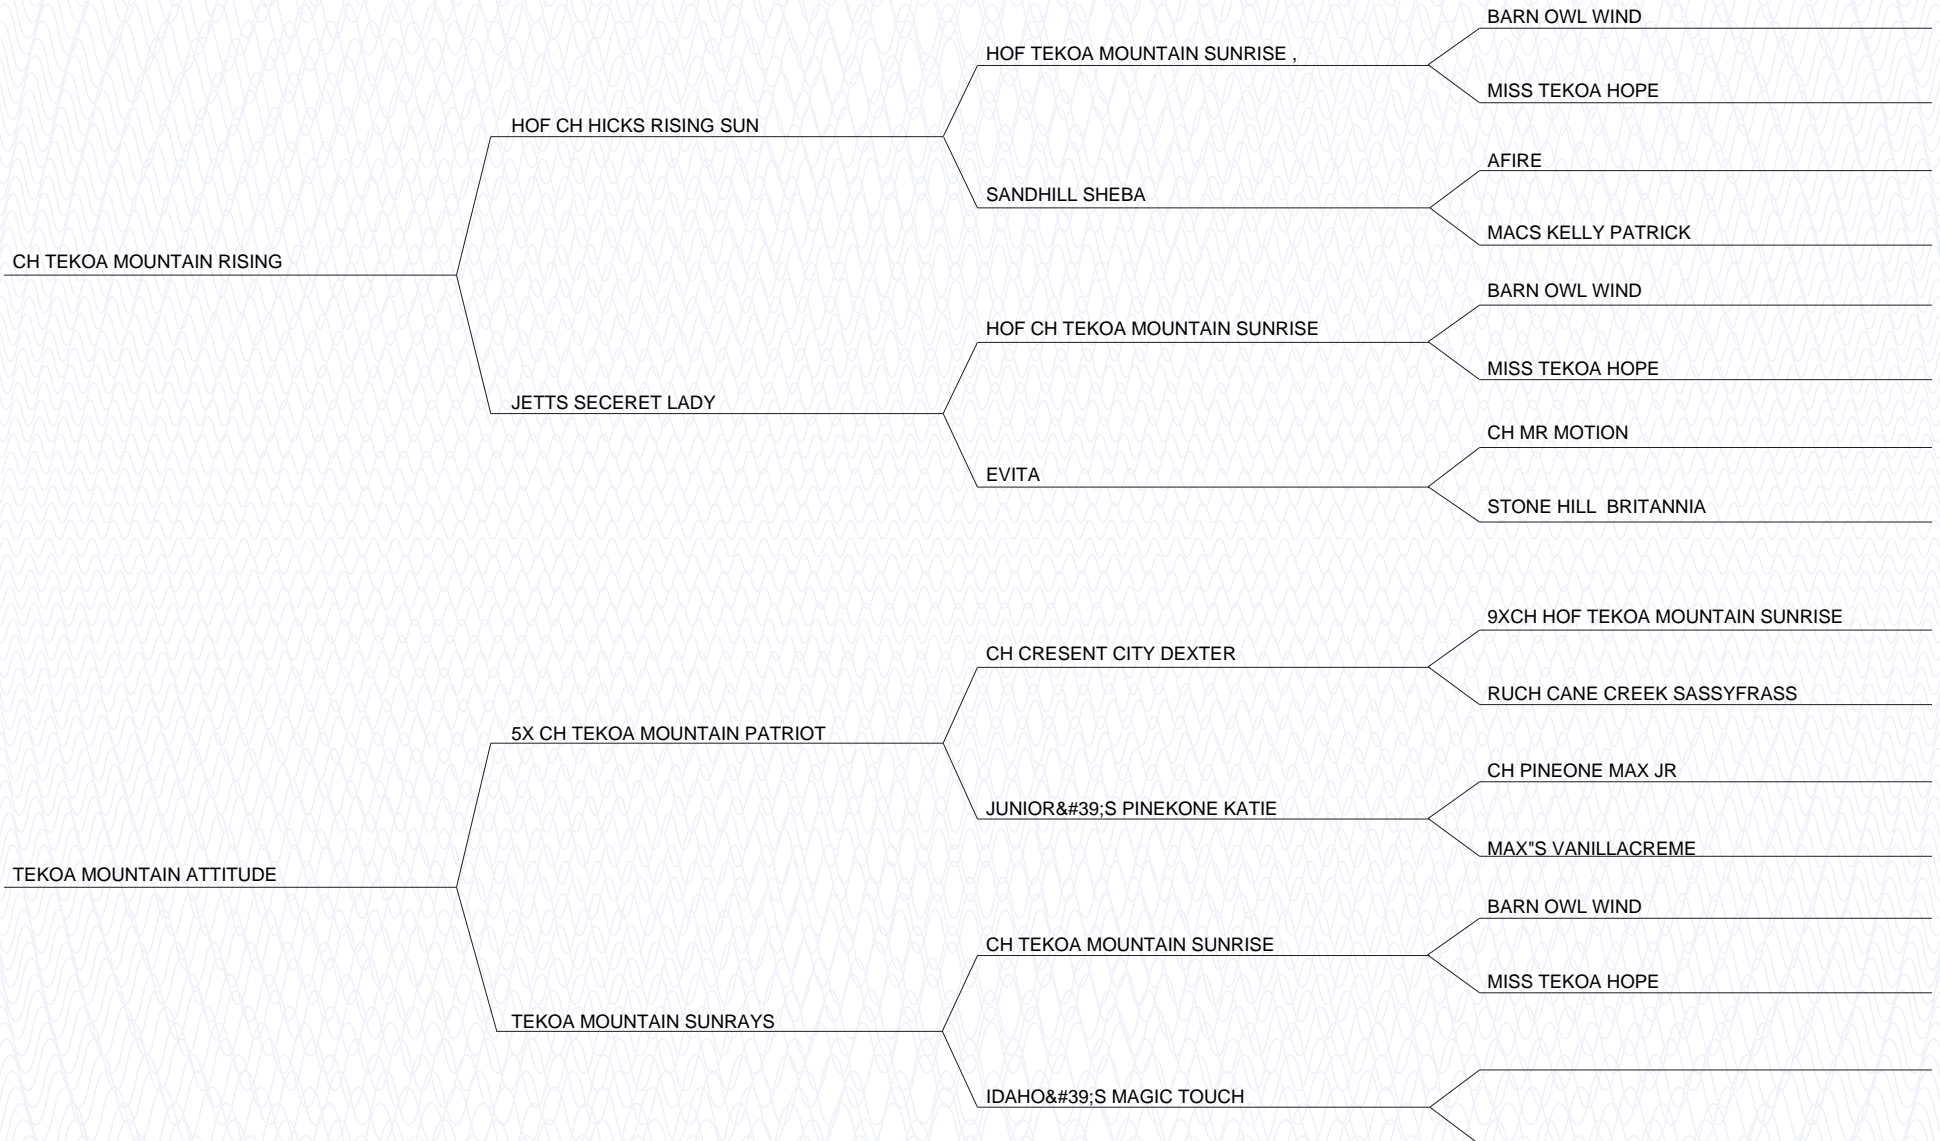 BARN OWL WIND
HOF TEKOA MOUNTAIN SUNRISE ,
MISS TEKOA HOPE
HOF CH HICKS RISING SUN
AFIRE
SANDHILL SHEBA
MACS KELLY PATRICK
CH TEKOA MOUNTAIN RISING
BARN OWL WIND
HOF CH TEKOA MOUNTAIN SUNRISE
MISS TEKOA HOPE
JETTS SECERET LADY
CH MR MOTION
EVITA
STONE HILL  BRITANNIA
9XCH HOF TEKOA MOUNTAIN SUNRISE
CH CRESENT CITY DEXTER
RUCH CANE CREEK SASSYFRASS
5X CH TEKOA MOUNTAIN PATRIOT
CH PINEONE MAX JR
JUNIOR&#39;S PINEKONE KATIE
MAX"S VANILLACREME
TEKOA MOUNTAIN ATTITUDE
BARN OWL WIND
CH TEKOA MOUNTAIN SUNRISE
MISS TEKOA HOPE
TEKOA MOUNTAIN SUNRAYS
IDAHO&#39;S MAGIC TOUCH